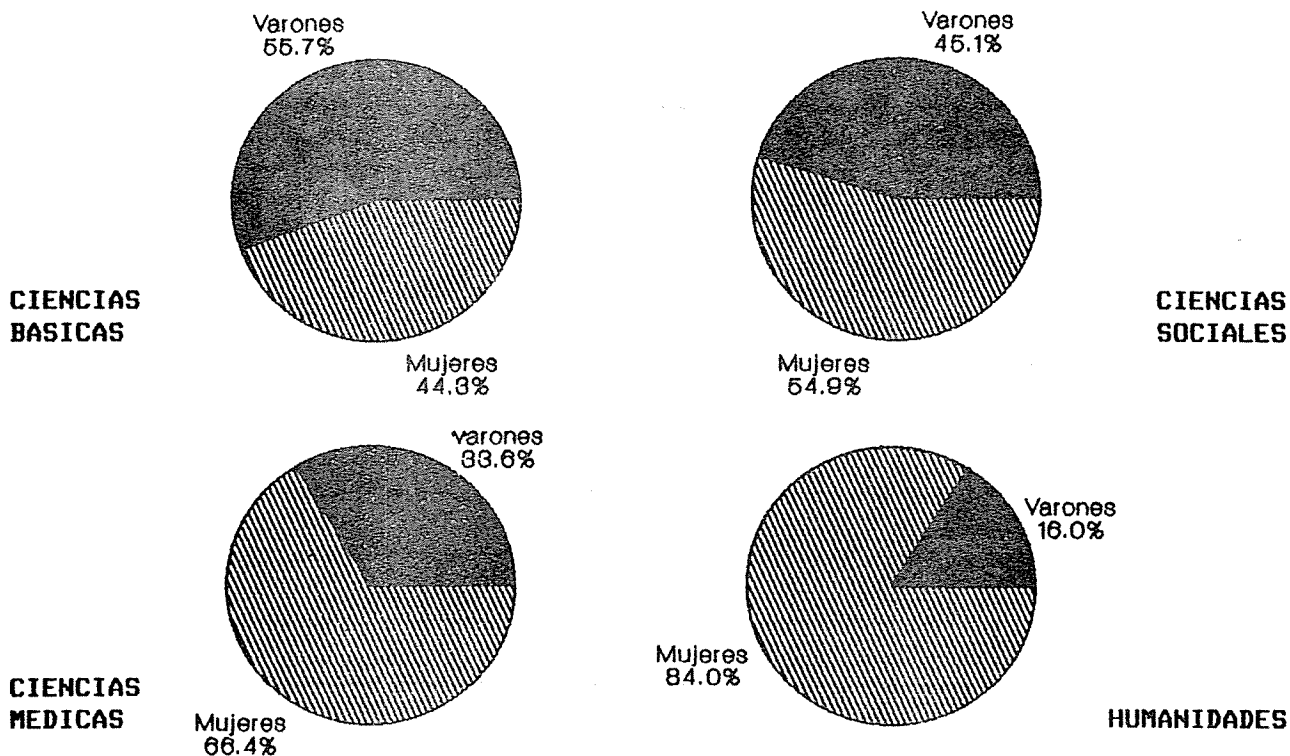 Varones
55.7%
Varones
45.1%
CIENCIAS
BASICAS
CIENCIAS
SOCIALES
Mujeres
44.3%
Mujeres
54.9%
varones
33.6%
Varones
16.0%
Mujeres
84.0%
CIENCIAS
MEDICAS
Mujeres
66.4%
HUMANIDADES